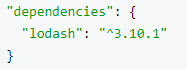 "dependencies": {
  "lodash": "^3.10.1"
}